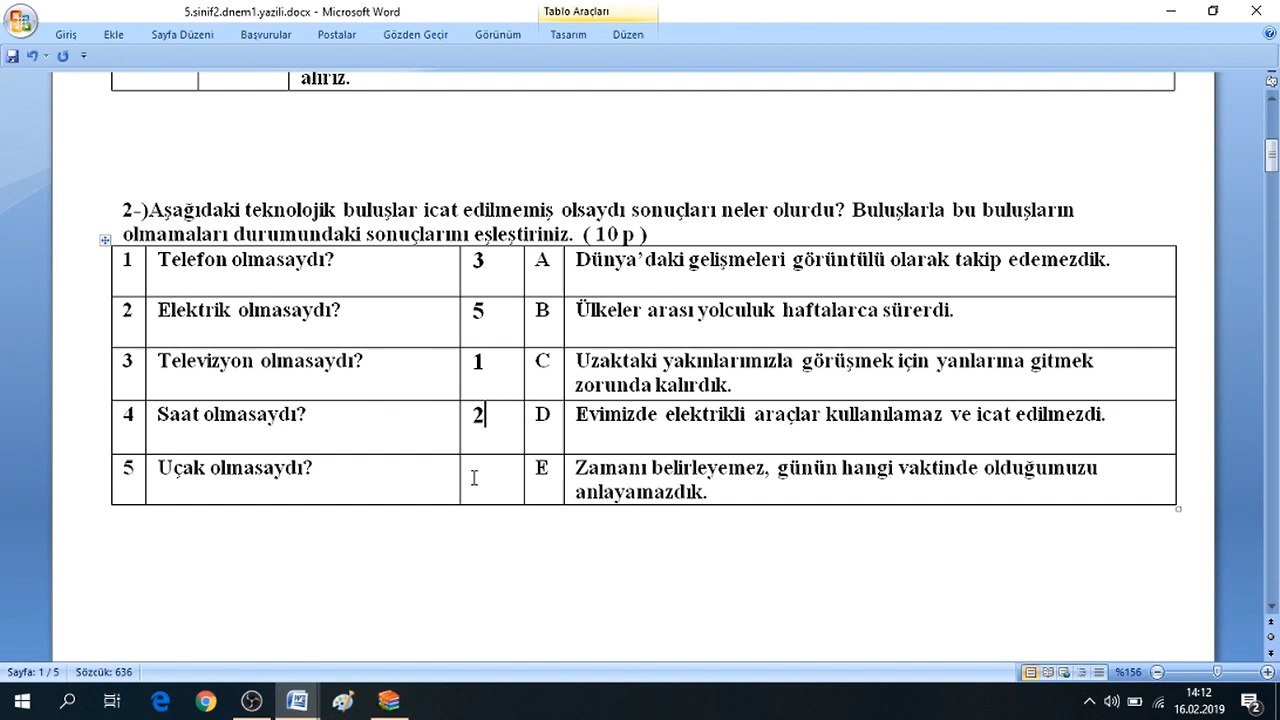 5.sinif2.dnem1.yazili.docx - Microsoft Word
Tablo Araçları
Giriş Ekle Sayfa Düzeni Başvurular Postalar Gözden Geçir Görünüm Tasarım Düzen
alırız.
2-)Aşağıdaki teknolojik buluşlar icat edilmemiş olsaydı sonuçları neler olurdu? Buluşlarla bu buluşların
olmamaları durumundaki sonuçlarını eşleştiriniz. ( 10 p )
1 Telefon olmasaydı? 3 A Dünya’daki gelişmeleri görüntülü olarak takip edemezdik.
2 Elektrik olmasaydı? 5 B Ülkeler arası yolculuk haftalarca sürerdi.
3 Televizyon olmasaydı? 1 C Uzaktaki yakınlarımızla görüşmek için yanlarına gitmek
zorunda kalırdık.
4 Saat olmasaydı? 2 D Evimizde elektrikli araçlar kullanılamaz ve icat edilmezdi.
5 Uçak olmasaydı? E Zamanı belirleyemez, günün hangi vaktinde olduğumuzu
anlayamazdık.
Sayfa: 1 / 5 Sözcük: 636 %156
14:12
16.02.2019
2